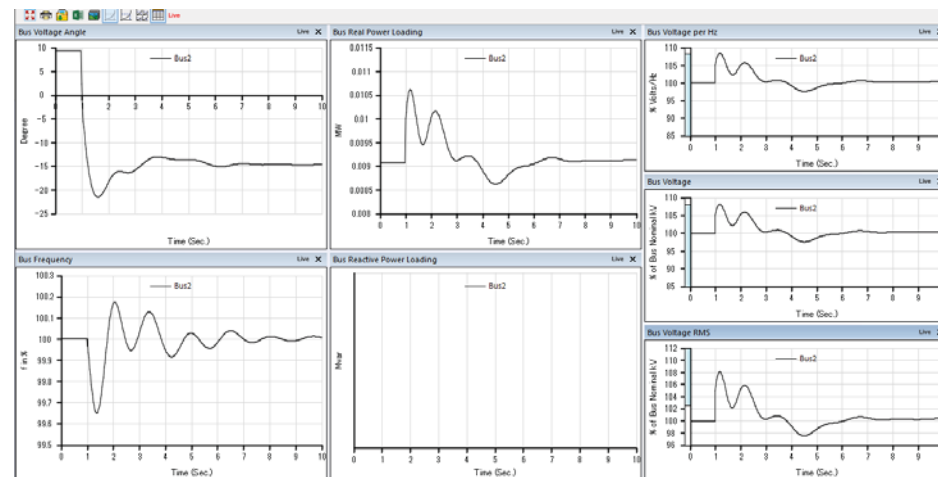 Live
Bus Voltage Angle Live X
Bus2
10
5
0
-5
-10
-15
-20
-25
0 1 2 3 4 5 6 7 8 9 10
Degree
Time (Sec.)
Bus Real Power Loading Live X
Bus2
0.0115
0.011
0.0105
0.01
0.0095
0.009
0.0085
0.008
0 1 2 3 4 5 6 7 8 9 10
MW
Time (Sec.)
Bus Voltage per Hz Live
Bus2
110
105
100
95
90
85
0 1 2 3 4 5 6 7 8 9
% Volts/Hz
Time (Sec.)
Bus Voltage Live
Bus2
110
105
100
95
90
85
0 1 2 3 4 5 6 7 8 9
% of Bus Nominal kV
Time (Sec.)
Bus Frequency Live X
Bus2
100.3
100.2
100.1
100
99.9
99.8
99.7
99.6
99.5
0 1 2 3 4 5 6 7 8 9 10
f in %
Time (Sec.)
Bus Reactive Power Loading Live X
Bus2
0 1 2 3 4 5 6 7 8 9 10
Mvar
Time (Sec.)
Bus Voltage RMS Live
Bus2
112
110
108
106
104
102
100
98
96
0 1 2 3 4 5 6 7 8 9
% of Bus Nominal kV
Time (Sec.)